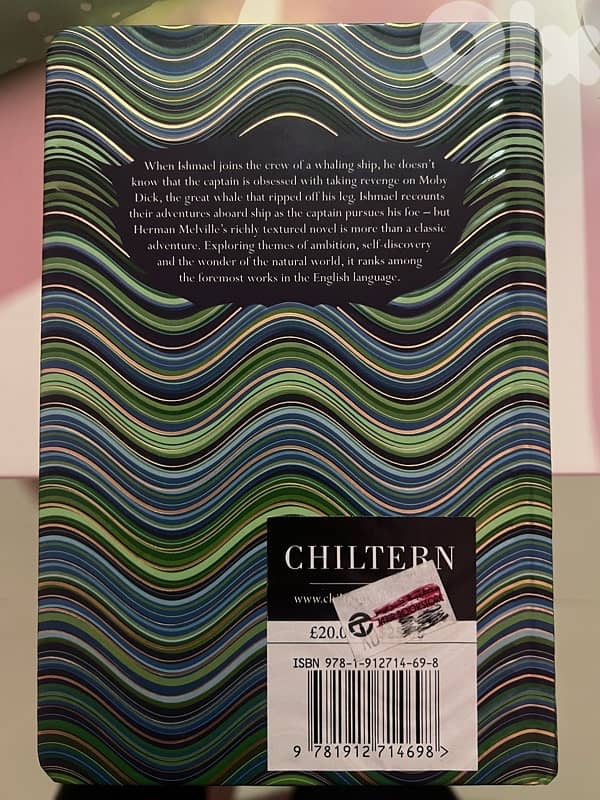 olx
When Ishmael joins the crew of a whaling ship, he doesn't
know that the captain is obsessed with taking revenge on Moby
Dick, the great whale that ripped off his leg. Ishmael recounts
their adventures aboard ship as the captain pursues his foe – but
Herman Melville's richly textured novel is more than a classic
adventure. Exploring themes of ambition, self-discovery
and the wonder of the natural world, it ranks among
the foremost works in the English language.
CHILTERN
£20.0
ISBN 978-1-912714-69-8
9 781912 714698 >